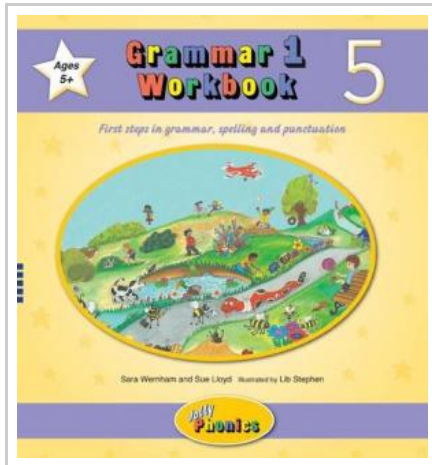 Ages
5+
Grammar 1
Workbook
5
First steps in grammar, spelling and punctuation
Sara Wernham and Sue Lloyd Illustrated by Lib Stephen
Jolly
Phonics